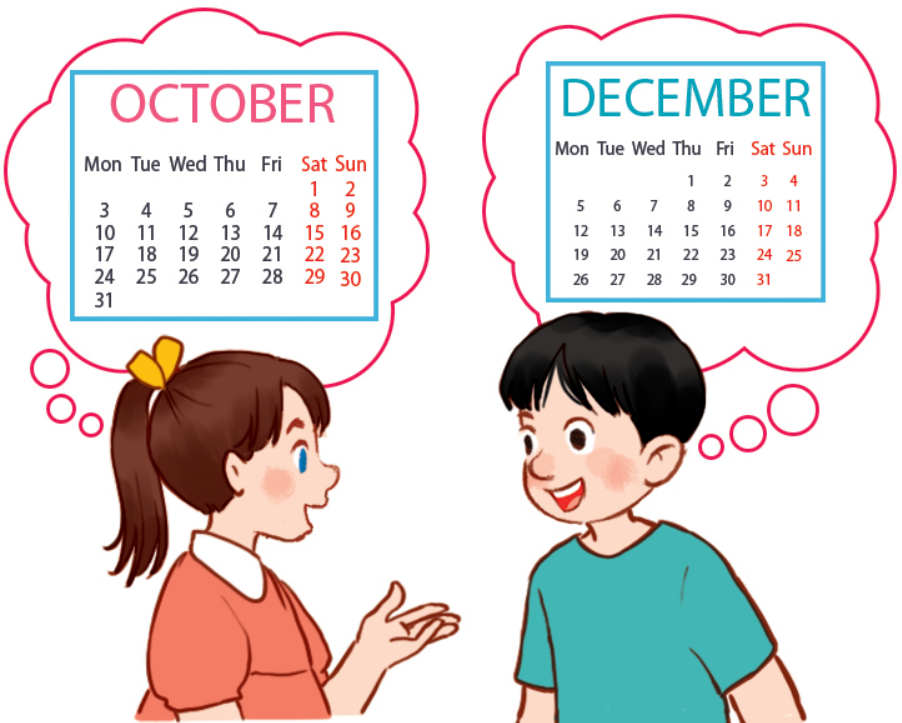 OCTOBER
Mon Tue Wed Thu Fri Sat Sun
1 2
3 4 5 6 7 8 9
10 11 12 13 14 15 16
17 18 19 20 21 22 23
24 25 26 27 28 29 30
31
DECEMBER
Mon Tue Wed Thu Fri Sat Sun
1 2 3 4
5 6 7 8 9 10 11
12 13 14 15 16 17 18
19 20 21 22 23 24 25
26 27 28 29 30 31